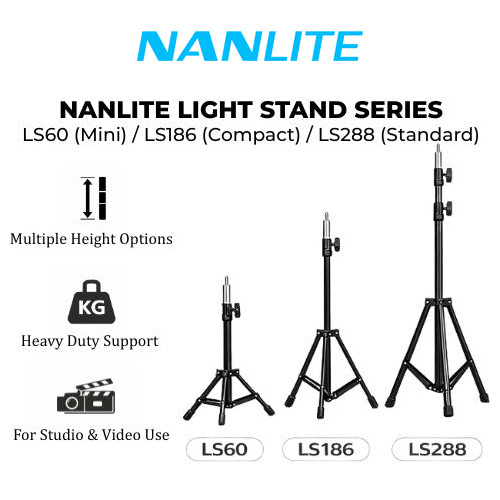 NANLITE
NANLITE LIGHT STAND SERIES
LS60 (Mini) / LS186 (Compact) / LS288 (Standard)
Multiple Height Options
KG
Heavy Duty Support
For Studio & Video Use
LS60
LS186
LS288